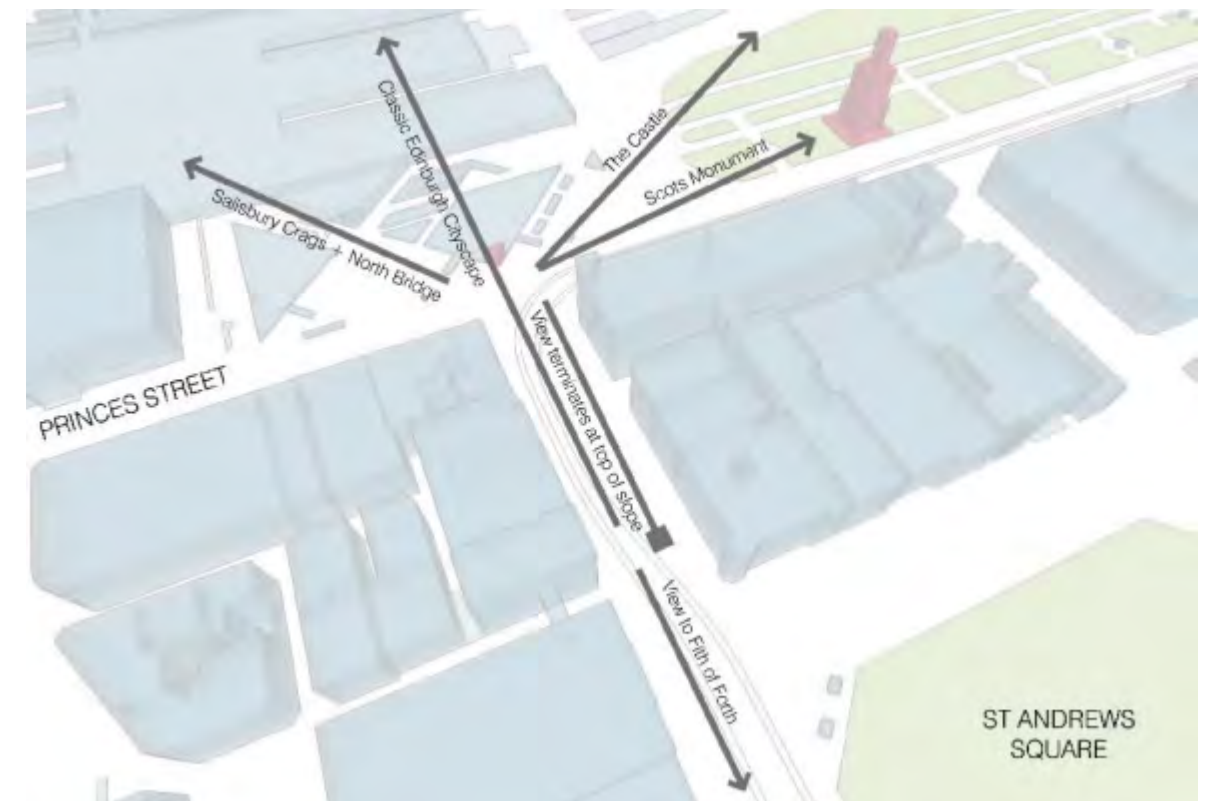 Classic Edinburgh Cityscape
The Castle
Scots Monumant
Salisbury Crags + North Bridge
View terminates at top of slope
PRINCES STREET
View to Fith of Forth
ST ANDREWS
SQUARE